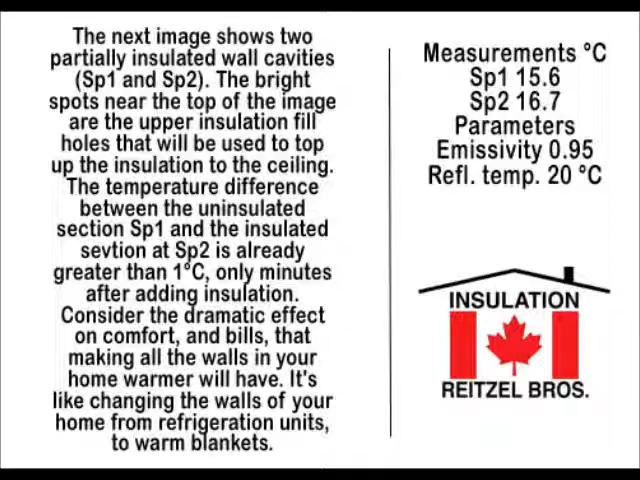 The next image shows two
partially insulated wall cavities
(Sp1 and Sp2). The bright
spots near the top of the image
are the upper insulation fill
holes that will be used to top
up the insulation to the ceiling.
The temperature difference
between the uninsulated
section Sp1 and the insulated
sevtion at Sp2 is already
greater than 1°C, only minutes
after adding insulation.
Consider the dramatic effect
on comfort, and bills, that
making all the walls in your
home warmer will have. It's
like changing the walls of your
home from refrigeration units,
to warm blankets.
Measurements °C
Sp1 15.6
Sp2 16.7
Parameters
Emissivity 0.95
Refl. temp. 20 °C
INSULATION
REITZEL BROS.